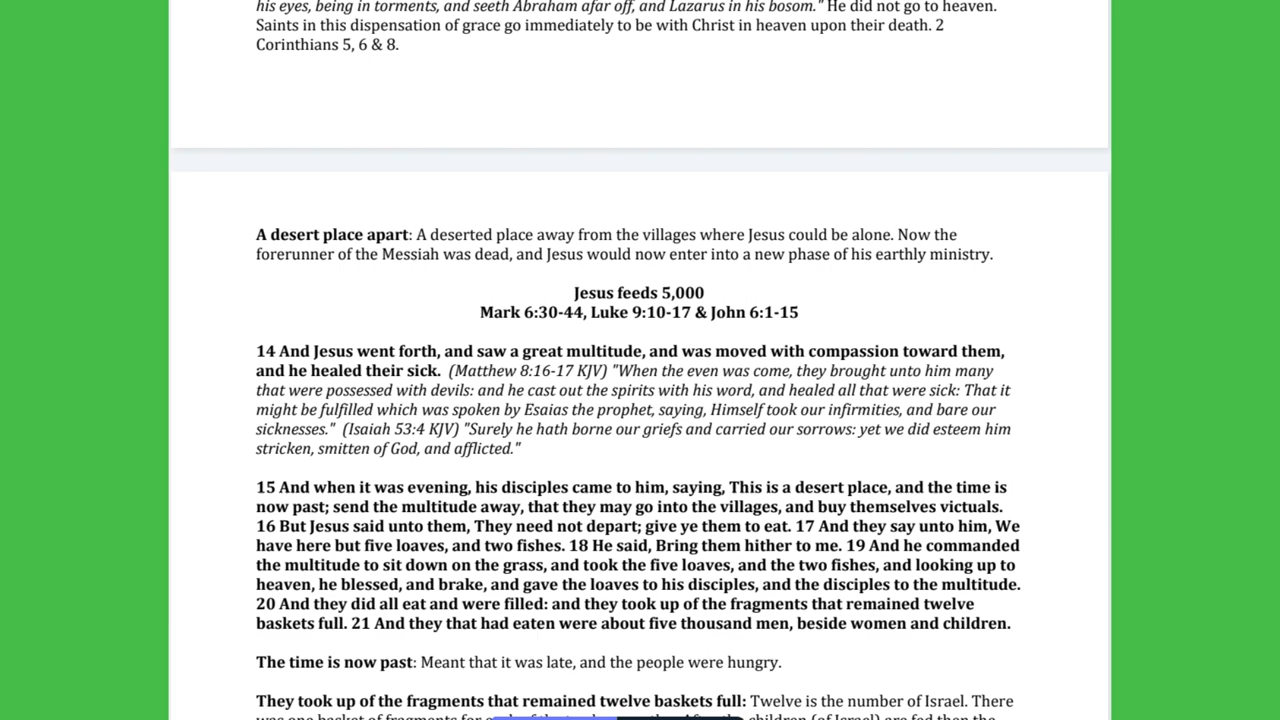 his eyes, being in torments, and seeth Abraham afar off, and Lazarus in his bosom." He did not go to heaven.
Saints in this dispensation of grace go immediately to be with Christ in heaven upon their death. 2
Corinthians 5, 6 & 8.
A desert place apart: A deserted place away from the villages where Jesus could be alone. Now the
forerunner of the Messiah was dead, and Jesus would now enter into a new phase of his earthly ministry.
Jesus feeds 5,000
Mark 6:30-44, Luke 9:10-17 & John 6:1-15
14 And Jesus went forth, and saw a great multitude, and was moved with compassion toward them,
and he healed their sick. (Matthew 8:16-17 KJV) "When the even was come, they brought unto him many
that were possessed with devils: and he cast out the spirits with his word, and healed all that were sick: That it
might be fulfilled which was spoken by Esaias the prophet, saying, Himself took our infirmities, and bare our
sicknesses." (Isaiah 53:4 KJV) "Surely he hath borne our griefs and carried our sorrows: yet we did esteem him
stricken, smitten of God, and afflicted."
15 And when it was evening, his disciples came to him, saying, This is a desert place, and the time is
now past; send the multitude away, that they may go into the villages, and buy themselves victuals.
16 But Jesus said unto them, They need not depart; give ye them to eat. 17 And they say unto him, We
have here but five loaves, and two fishes. 18 He said, Bring them hither to me. 19 And he commanded
the multitude to sit down on the grass, and took the five loaves, and the two fishes, and looking up to
heaven, he blessed, and brake, and gave the loaves to his disciples, and the disciples to the multitude.
20 And they did all eat and were filled: and they took up of the fragments that remained twelve
baskets full. 21 And they that had eaten were about five thousand men, beside women and children.
The time is now past: Meant that it was late, and the people were hungry.
They took up of the fragments that remained twelve baskets full: Twelve is the number of Israel. There
was one basket of fragments for children (of Israel) are fed then the